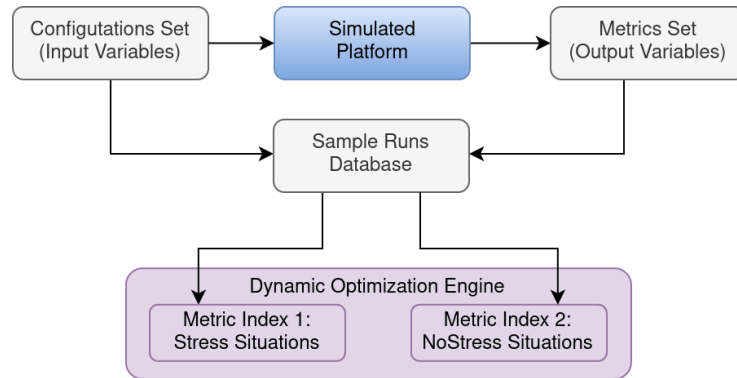 Configutations Set
(Input Variables)
Simulated
Platform
Metrics Set
(Output Variables)
Sample Runs
Database
Dynamic Optimization Engine
Metric Index 1:
Stress Situations
Metric Index 2:
NoStress Situations